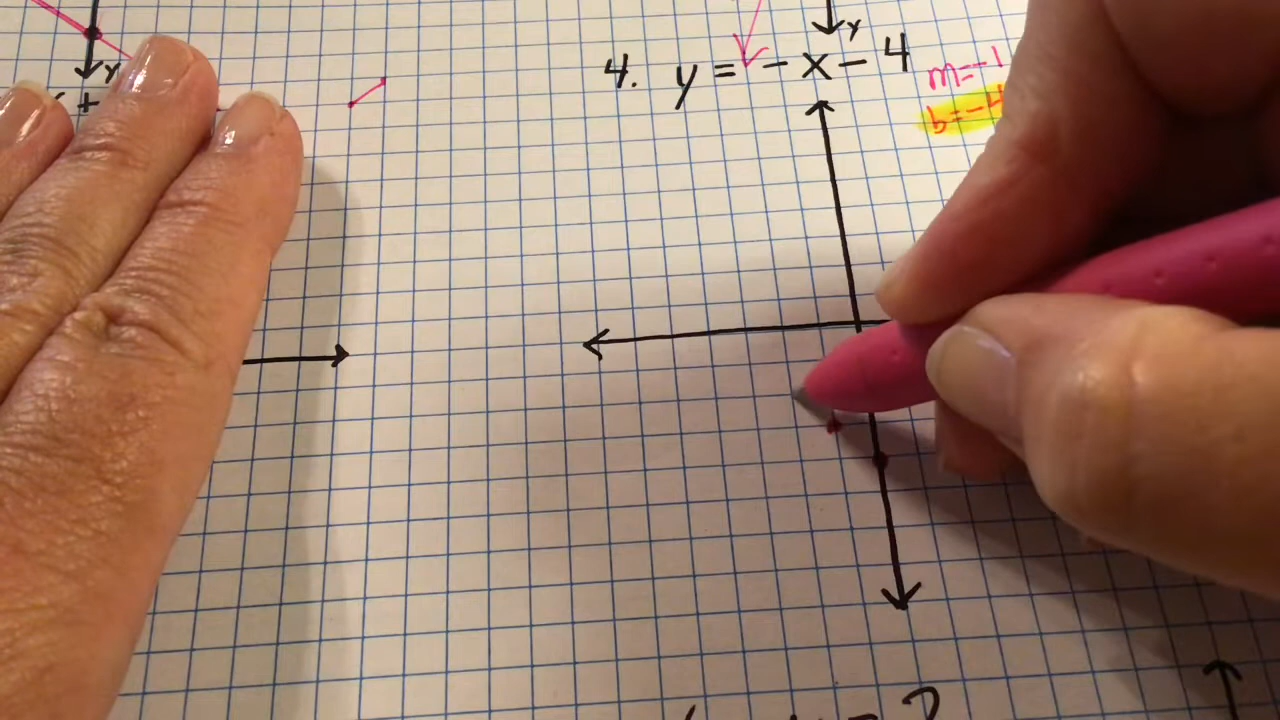 y
y
4. y = -x - 4
m=-1
b=-4
+